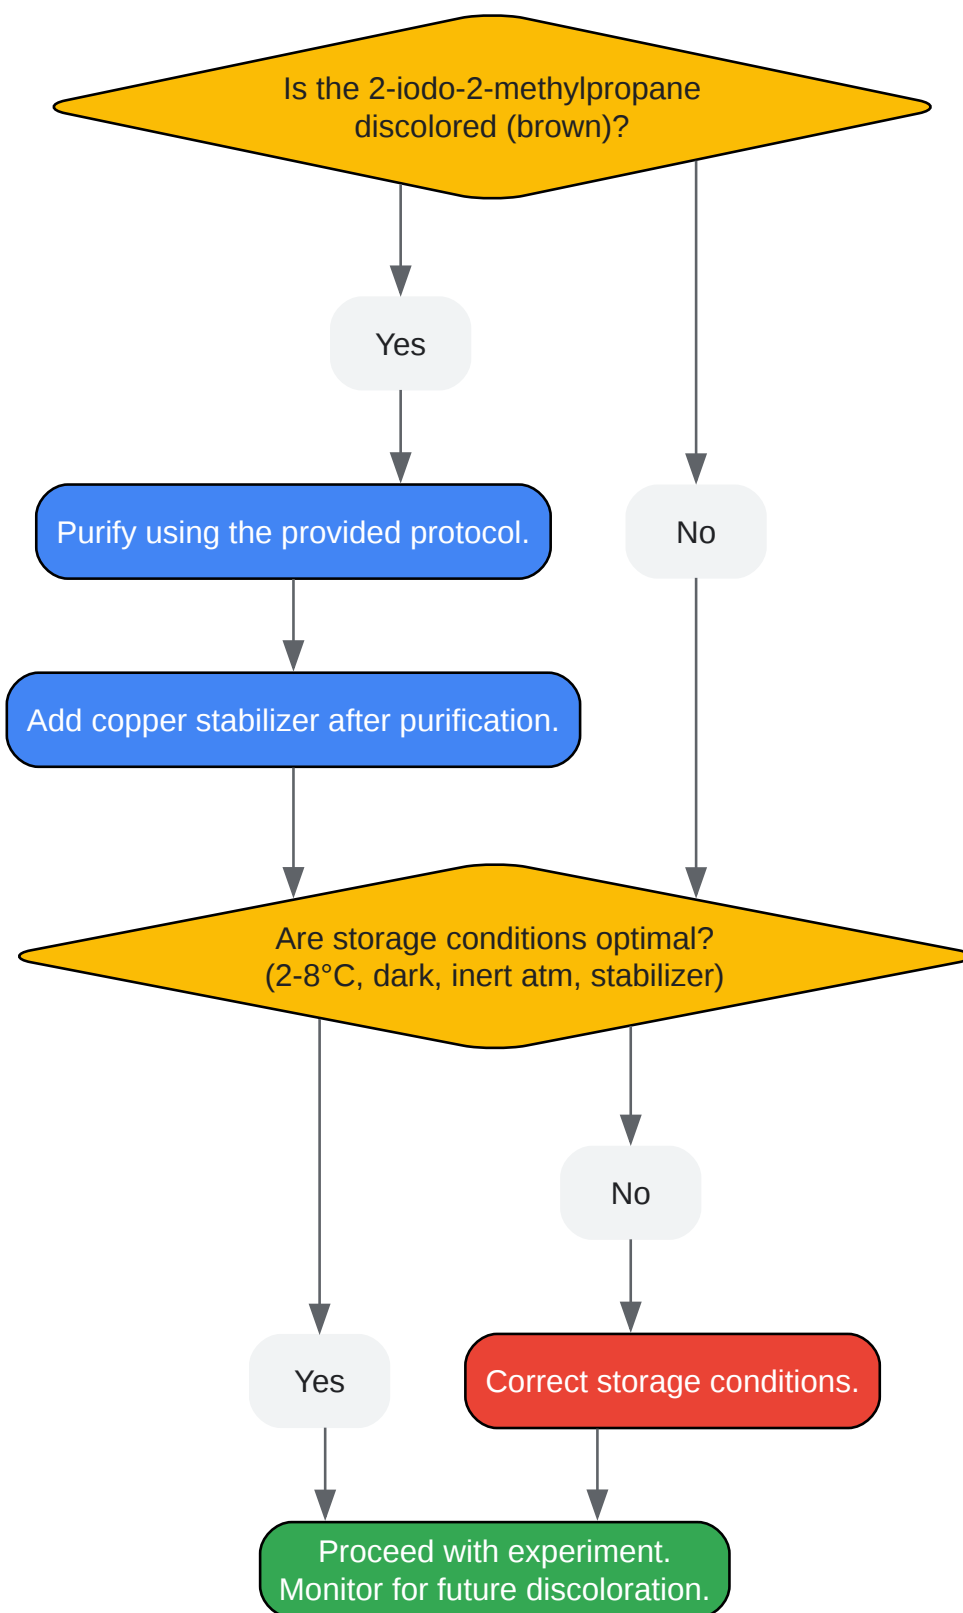 Is the 2-iodo-2-methylpropane
discolored (brown)?
Yes
Purify using the provided protocol.
No
Add copper stabilizer after purification.
Are storage conditions optimal?
(2-8°C, dark, inert atm, stabilizer)
No
Yes
Correct storage conditions.
Proceed with experiment.
Monitor for future discoloration.